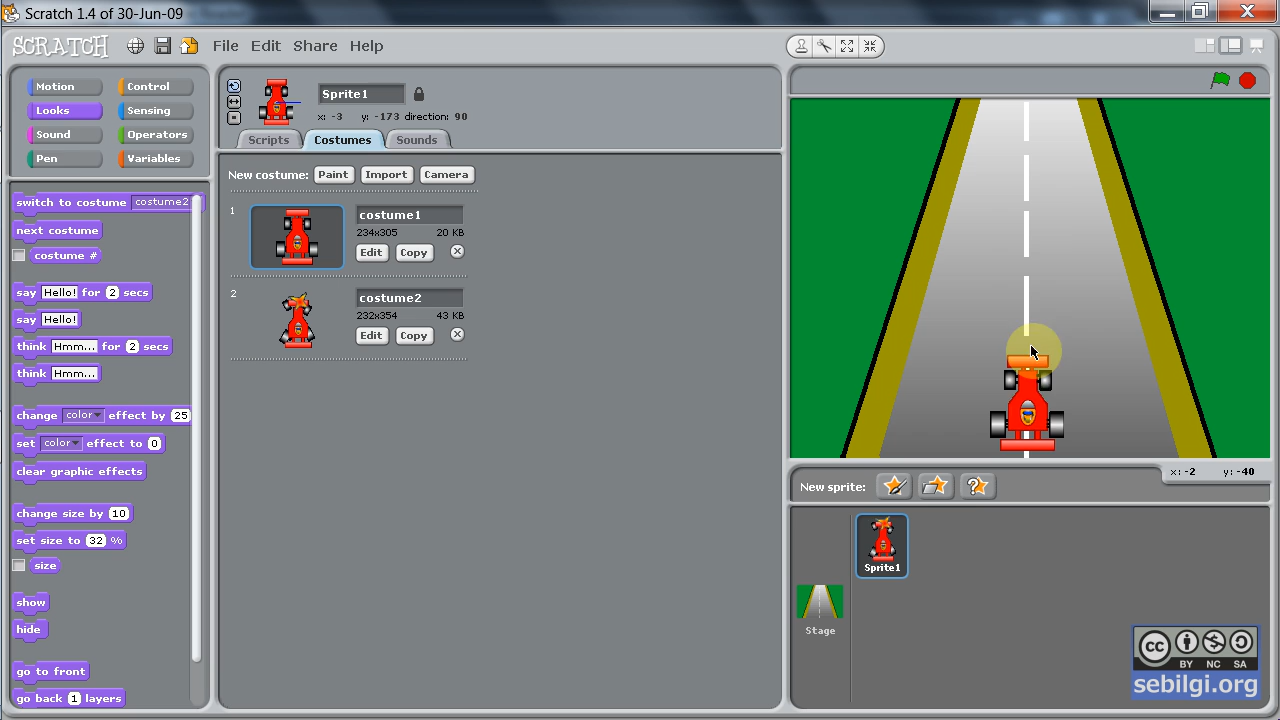 Scratch 1.4 of 30-Jun-09
SCRATCH File Edit Share Help
Motion Control
Looks Sensing
Sound Operators
Pen Variables
Sprite1
x: -3 y: -173 direction: 90
Scripts Costumes Sounds
New costume: Paint Import Camera
1 costume1
234x305 20 KB
Edit Copy
2 costume2
232x354 43 KB
Edit Copy
switch to costume costume2
next costume
costume #
say Hello! for 2 secs
say Hello!
think Hmm... for 2 secs
think Hmm...
change color effect by 25
set color effect to 0
clear graphic effects
change size by 10
set size to 32 %
size
show
hide
go to front
go back 1 layers
x: -2 y: -40
New sprite:
Sprite1
Stage
cc BY NC SA
sebilgi.org